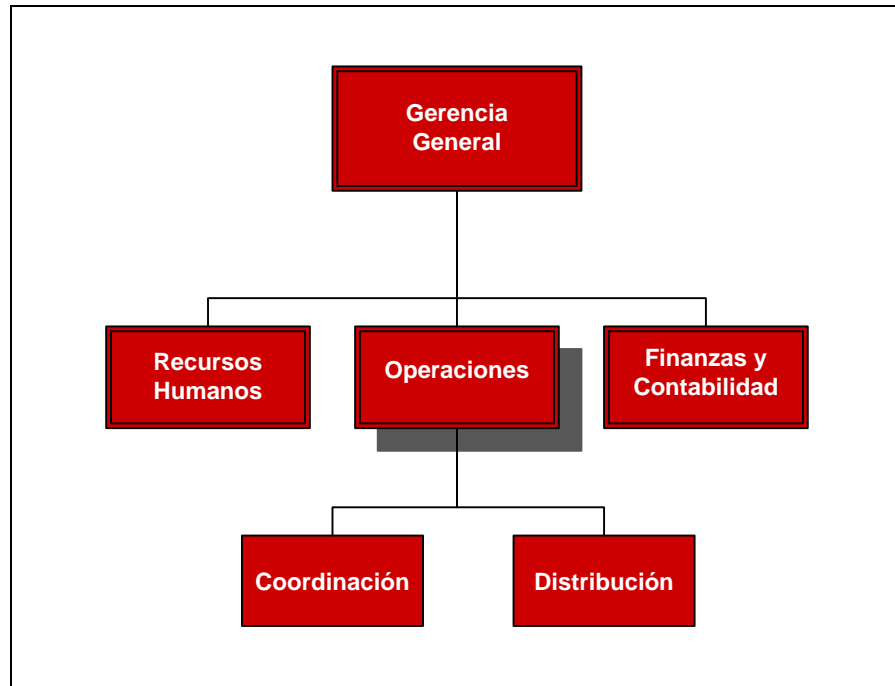 Gerencia
General
Recursos
Humanos
Operaciones
Finanzas y
Contabilidad
Coordinación
Distribución